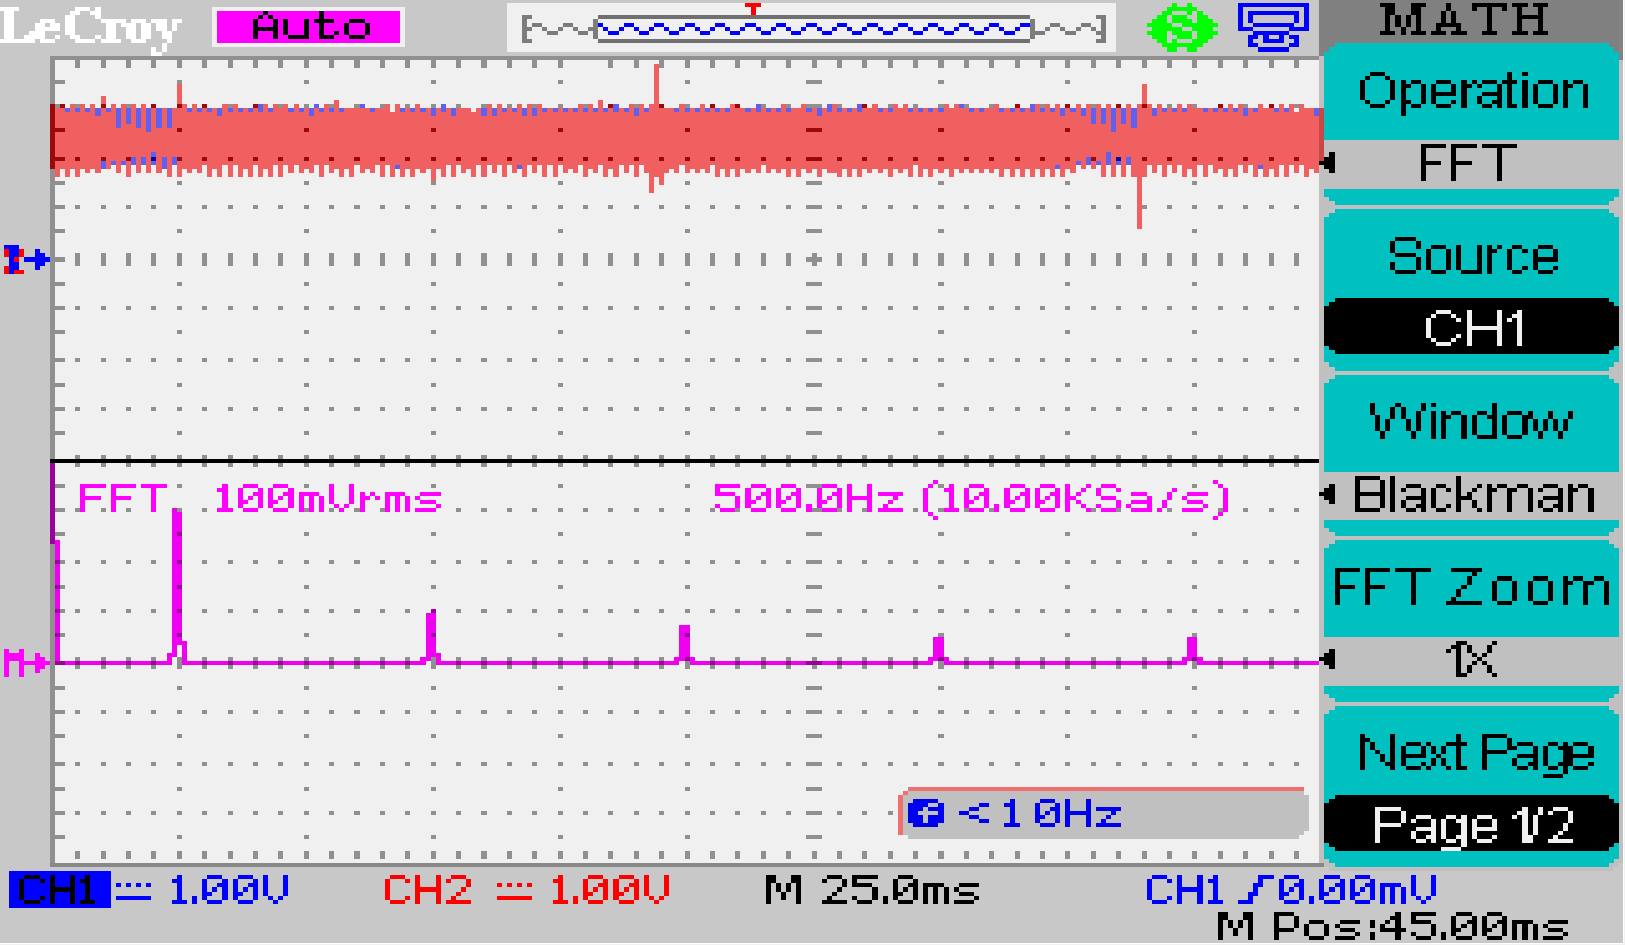 LeCroy Auto T S MATH
Operation
FFT
Source
CH1
Window
FFT 100mVrms 500.0Hz (10.00KSa/s)
Blackman
FFT Zoom
M
1X
Next Page
f <10Hz
Page 1/2
CH1 1.00V CH2 1.00V M 25.0ms CH1 0.00mV
M Pos:45.00ms